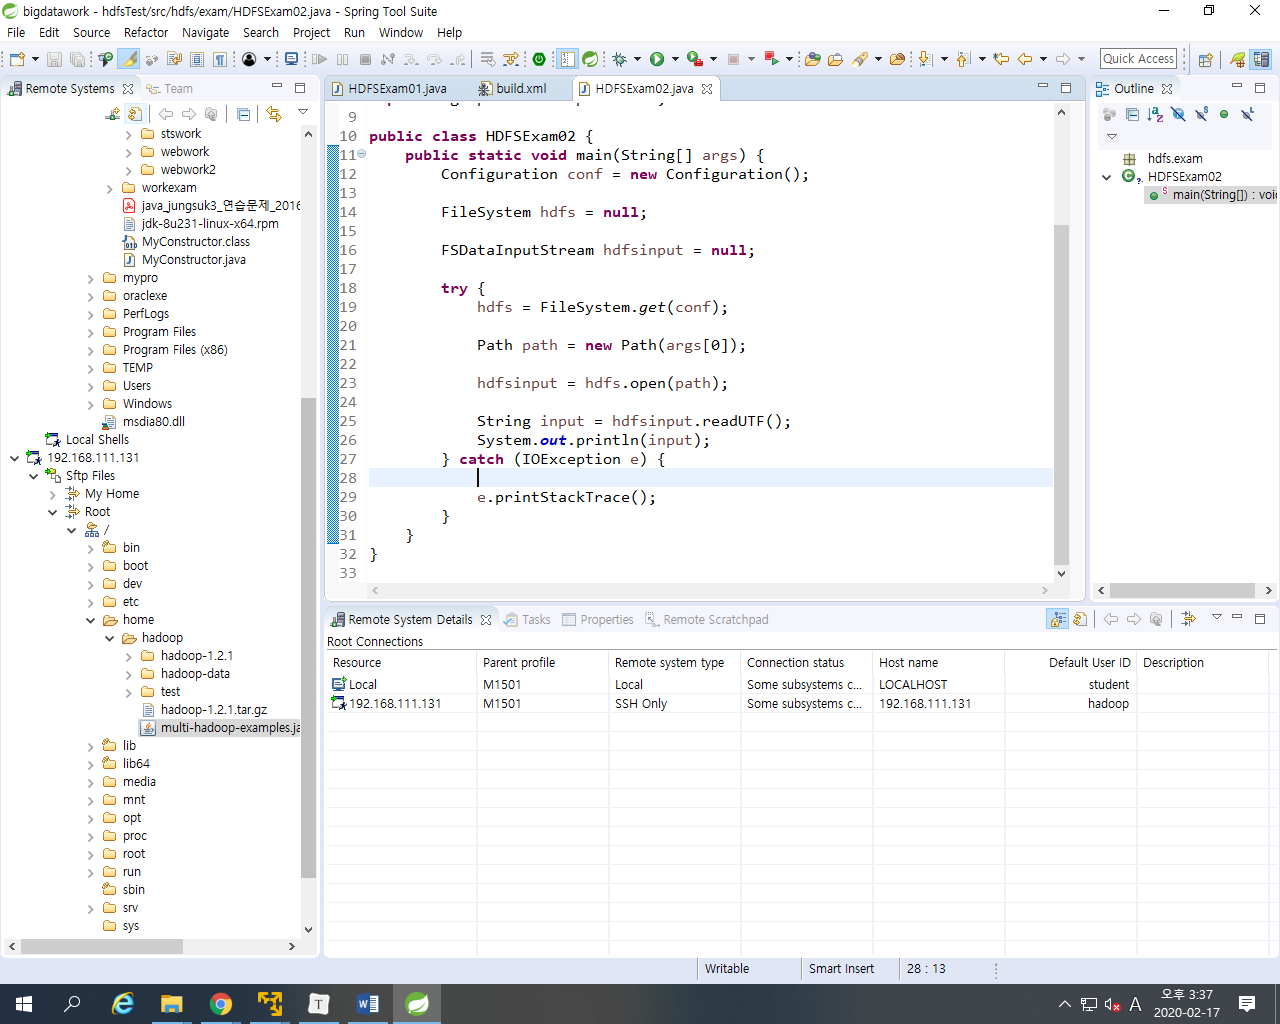 bigdatawork - hdfsTest/src/hdfs/exam/HDFSExam02.java - Spring Tool Suite
File Edit Source Refactor Navigate Search Project Run Window Help
Quick Access
Remote Systems
Team
stswork
webwork
webwork2
workexam
java_jungsuk3_연습문제_2016
jdk-8u231-linux-x64.rpm
MyConstructor.class
MyConstructor.java
mypro
oraclexe
PerfLogs
Program Files
Program Files (x86)
TEMP
Users
Windows
msdia80.dll
Local Shells
192.168.111.131
Sftp Files
My Home
Root
/
bin
boot
dev
etc
home
hadoop
hadoop-1.2.1
hadoop-data
test
hadoop-1.2.1.tar.gz
multi-hadoop-examples.ja
lib
lib64
media
mnt
opt
proc
root
run
sbin
srv
sys
HDFSExam01.java
build.xml
HDFSExam02.java
9
10 public class HDFSExam02 {
11 public static void main(String[] args) {
12 Configuration conf = new Configuration();
13
14 FileSystem hdfs = null;
15
16 FSDataInputStream hdfsinput = null;
17
18 try {
19 hdfs = FileSystem.get(conf);
20
21 Path path = new Path(args[0]);
22
23 hdfsinput = hdfs.open(path);
24
25 String input = hdfsinput.readUTF();
26 System.out.println(input);
27 } catch (IOException e) {
28
29 e.printStackTrace();
30 }
31 }
32 }
33
Outline
hdfs.exam
HDFSExam02
main(String[]) : voi
Remote System Details
Tasks
Properties
Remote Scratchpad
Root Connections
Resource Parent profile Remote system type Connection status Host name Default User ID Description
Local M1501 Local Some subsystems c... LOCALHOST student
192.168.111.131 M1501 SSH Only Some subsystems c... 192.168.111.131 hadoop
Writable Smart Insert 28 : 13
A
오후 3:37
2020-02-17